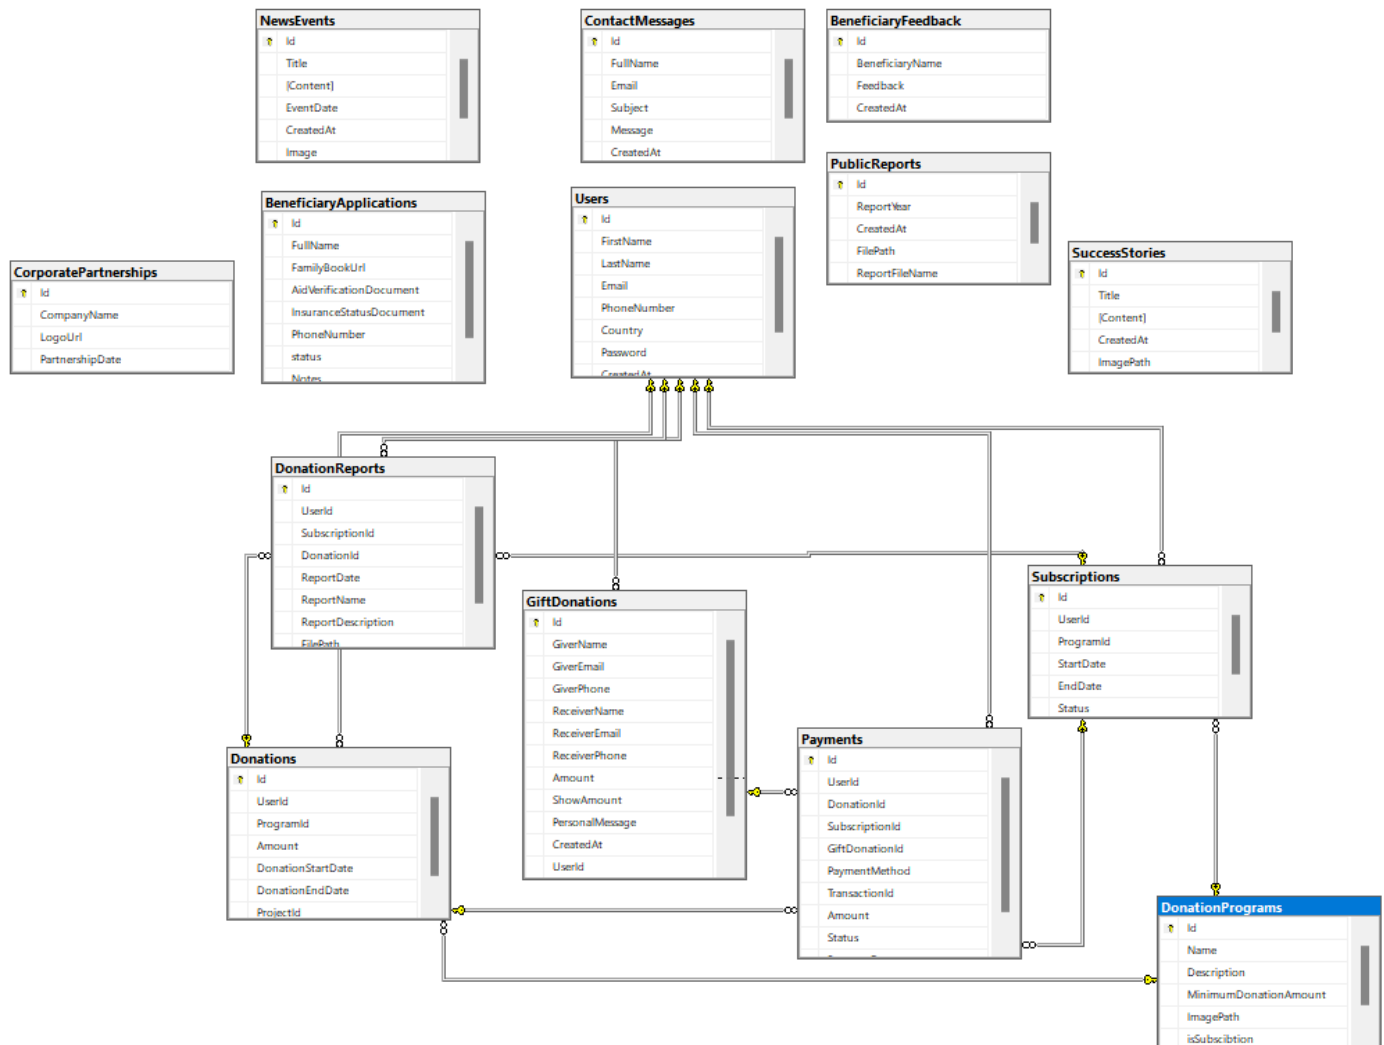 NewsEvents
Id
Title
[Content]
EventDate
CreatedAt
Image
ContactMessages
Id
FullName
Email
Subject
Message
CreatedAt
BeneficiaryFeedback
Id
BeneficiaryName
Feedback
CreatedAt
PublicReports
Id
ReportYear
CreatedAt
FilePath
ReportFileName
BeneficiaryApplications
Id
FullName
FamilyBookUrl
AidVerificationDocument
InsuranceStatusDocument
PhoneNumber
status
Notes
Users
Id
FirstName
LastName
Email
PhoneNumber
Country
Password
CreatedAt
SuccessStories
Id
Title
[Content]
CreatedAt
ImagePath
CorporatePartnerships
Id
CompanyName
LogoUrl
PartnershipDate
DonationReports
Id
UserId
SubscriptionId
DonationId
ReportDate
ReportName
ReportDescription
FilePath
Subscriptions
Id
UserId
ProgramId
StartDate
EndDate
Status
GiftDonations
Id
GiverName
GiverEmail
GiverPhone
ReceiverName
ReceiverEmail
ReceiverPhone
Amount
ShowAmount
PersonalMessage
CreatedAt
UserId
Payments
Id
UserId
DonationId
SubscriptionId
GiftDonationId
PaymentMethod
TransactionId
Amount
Status
Donations
Id
UserId
ProgramId
Amount
DonationStartDate
DonationEndDate
ProjectId
DonationPrograms
Id
Name
Description
MinimumDonationAmount
ImagePath
isSubscibtion